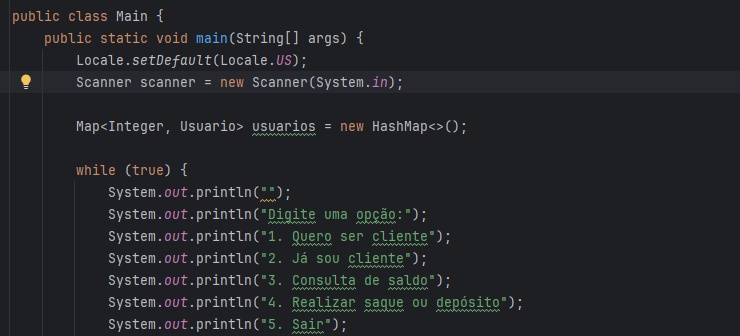 public class Main {
public static void main(String[] args) {
Locale.setDefault(Locale.US);
Scanner scanner = new Scanner(System.in);
Map<Integer, Usuario> usuarios = new HashMap<>();
while (true) {
System.out.println("");
System.out.println("Digite uma opção:");
System.out.println("1. Quero ser cliente");
System.out.println("2. Já sou cliente");
System.out.println("3. Consulta de saldo");
System.out.println("4. Realizar saque ou depósito");
System.out.println("5. Sair");